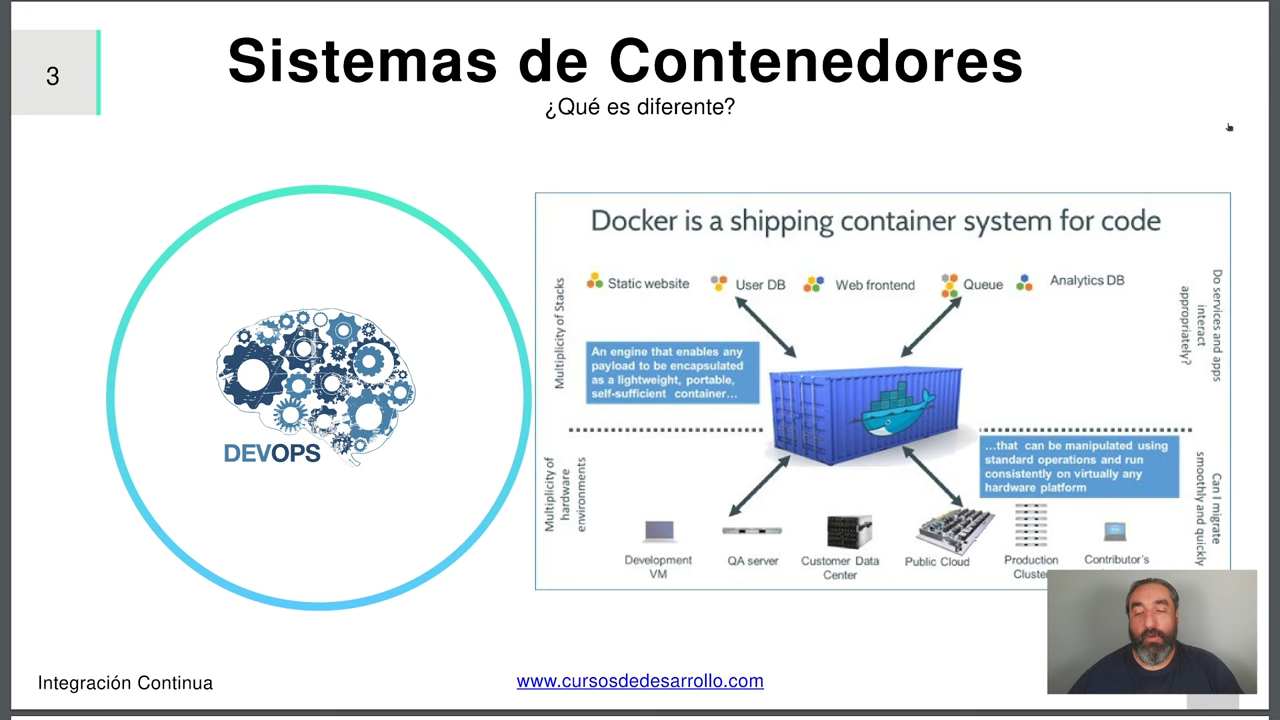 3
Sistemas de Contenedores
¿Qué es diferente?
DEVOPS
Docker is a shipping container system for code
Static website
User DB
Web frontend
Queue
Analytics DB
Multiplicity of Stacks
Do services and apps
interact
appropriately?
An engine that enables any
payload to be encapsulated
as a lightweight, portable,
self-sufficient container…
…that can be manipulated using
standard operations and run
consistently on virtually any
hardware platform
Multiplicity of
hardware
environments
Can I migrate
smoothly and quickly
Development
VM
QA server
Customer Data
Center
Public Cloud
Production
Cluste
Contributor's
Integración Continua
www.cursosdedesarrollo.com